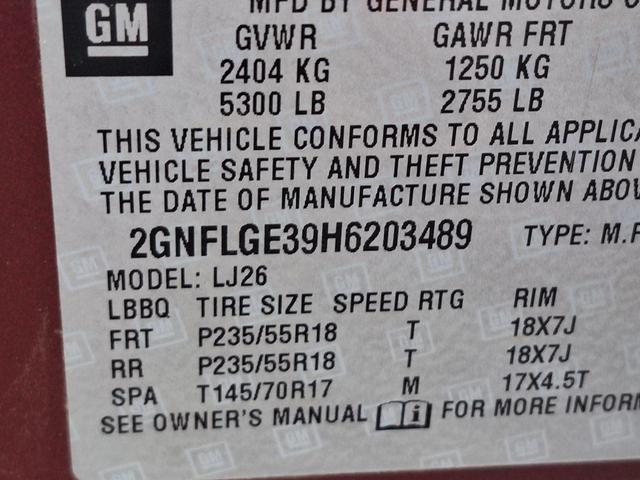 MFD BY GENERAL MOTORS
GM
GVWR GAWR FRT
2404 KG 1250 KG
5300 LB 2755 LB
THIS VEHICLE CONFORMS TO ALL APPLICA
VEHICLE SAFETY AND THEFT PREVENTION
THE DATE OF MANUFACTURE SHOWN ABOV
2GNFLGE39H6203489 TYPE: M.P
MODEL: LJ26
LBBQ TIRE SIZE SPEED RTG RIM
FRT P235/55R18 T 18X7J
RR P235/55R18 T 18X7J
SPA T145/70R17 M 17X4.5T
SEE OWNER'S MANUAL i FOR MORE INFORM